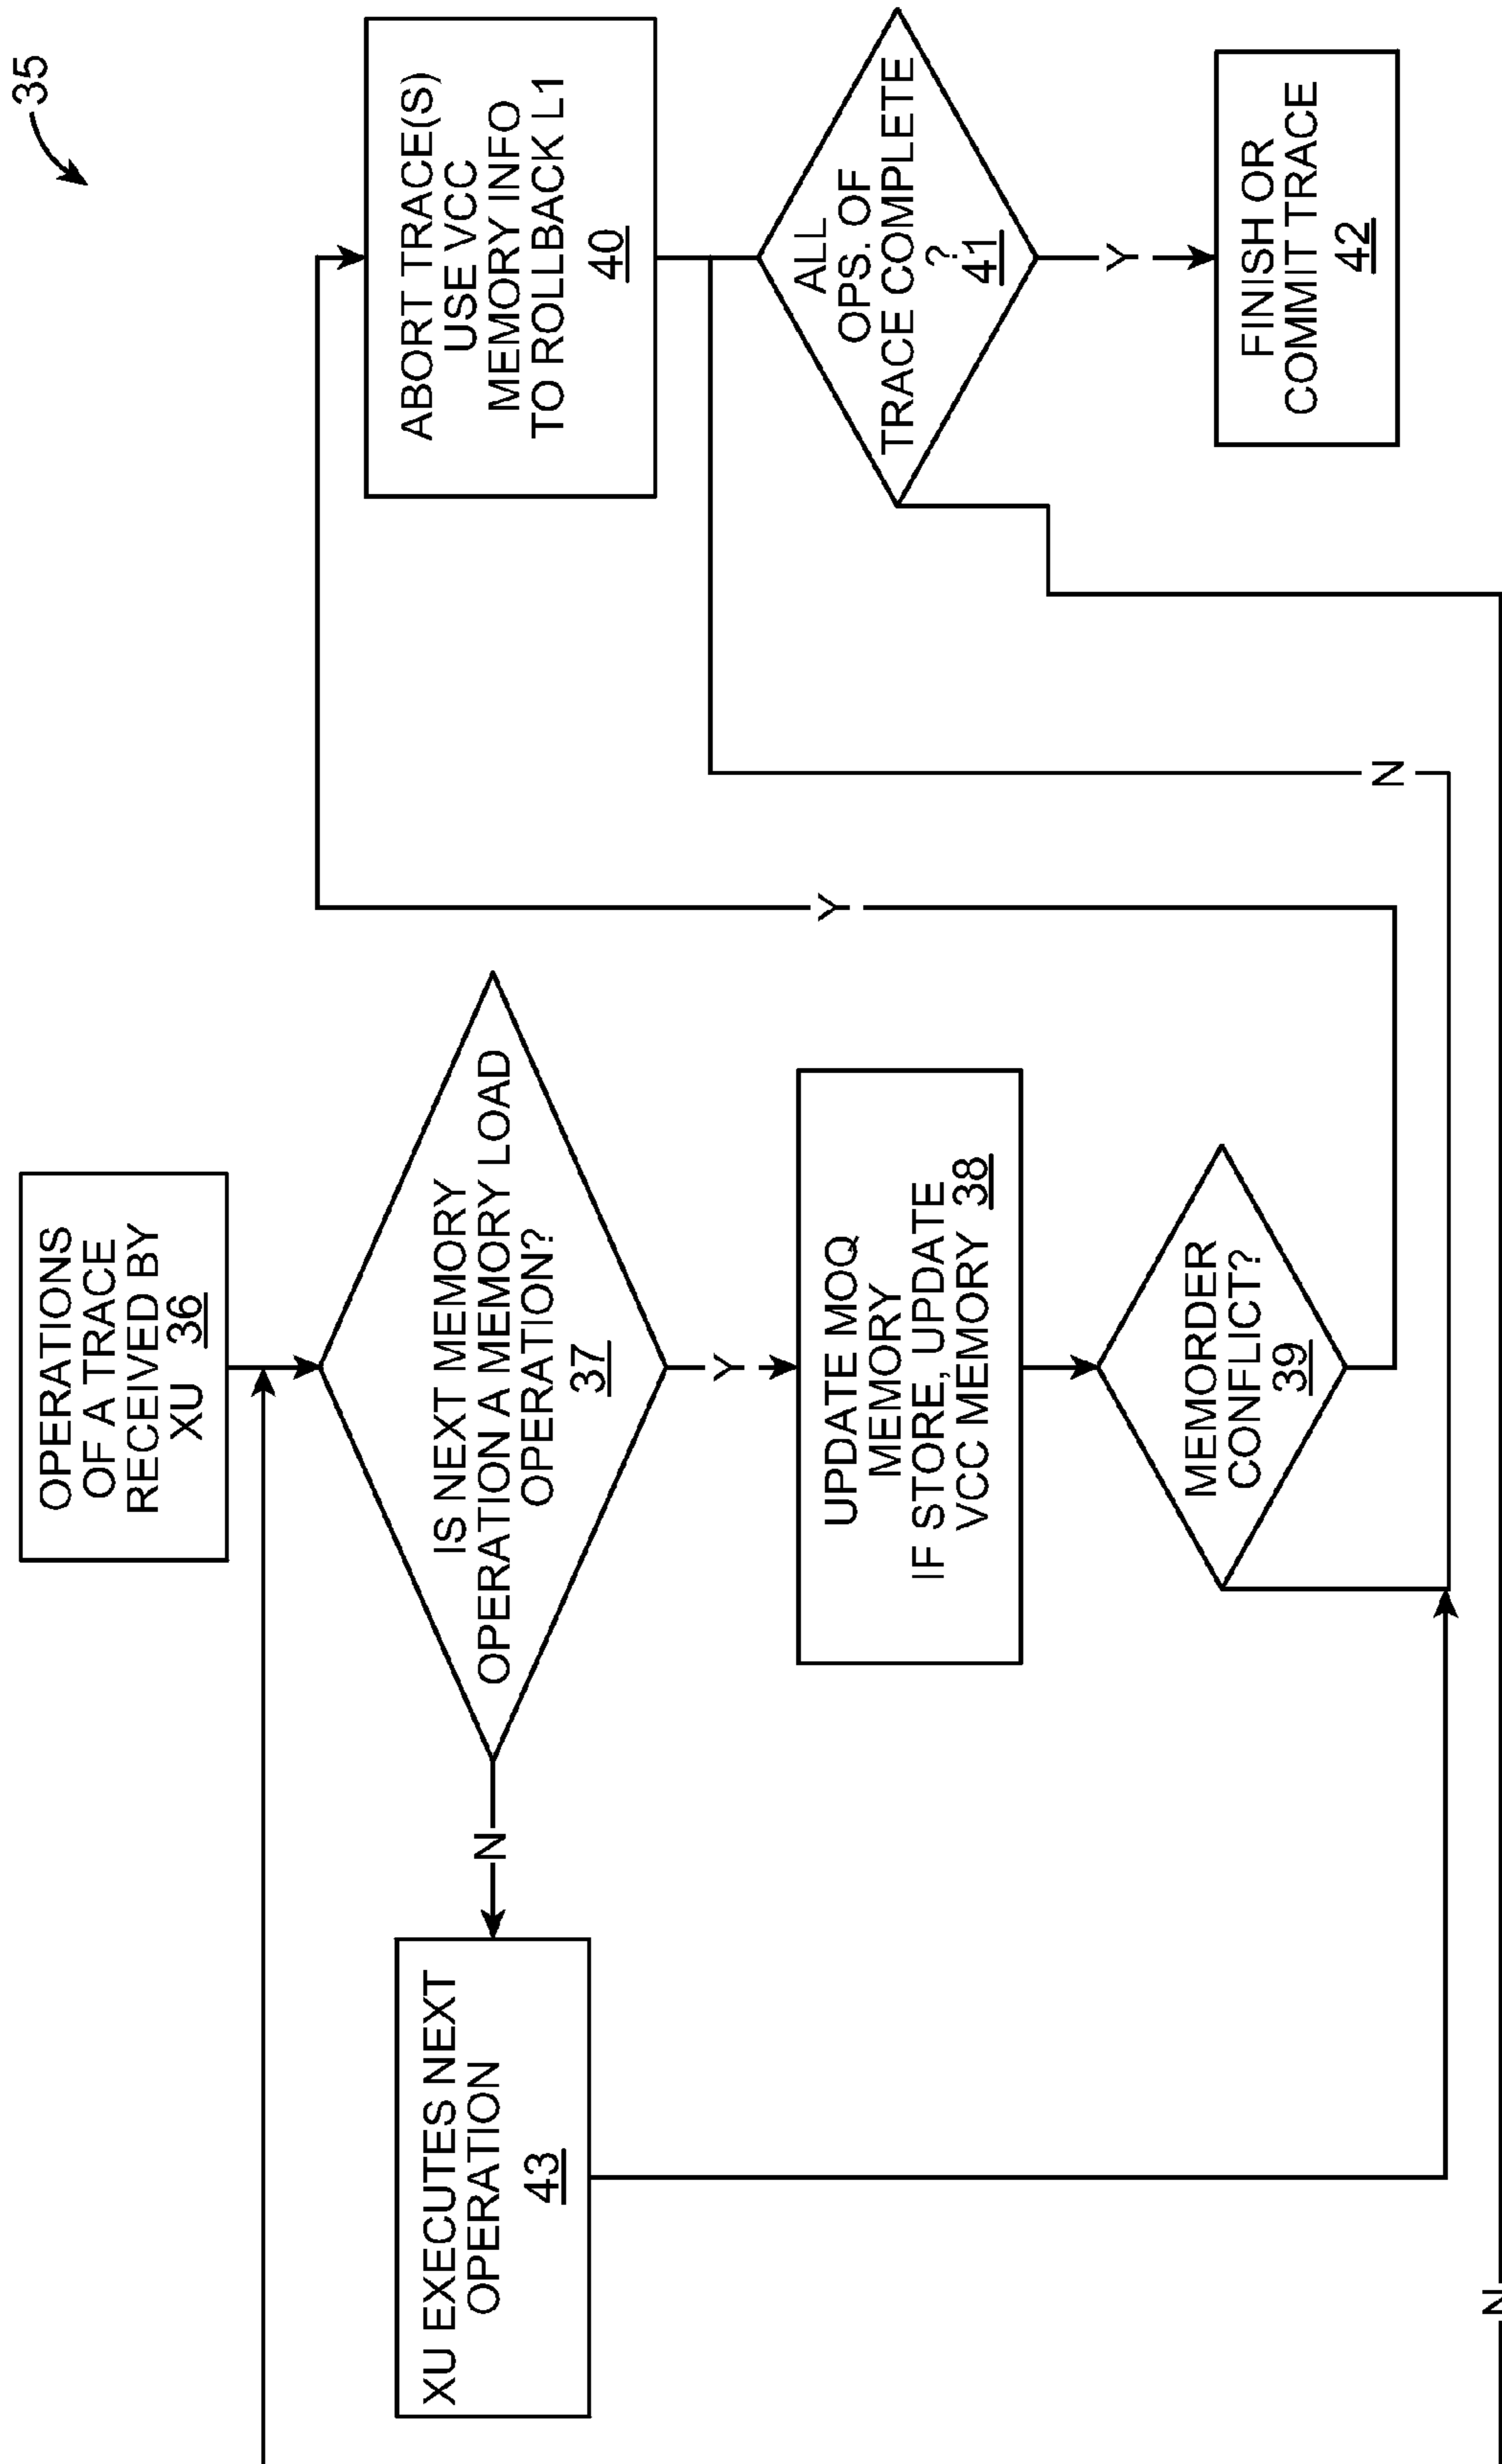 35
OPERATIONS
OF A TRACE
RECEIVED BY
XU 36
IS NEXT MEMORY
OPERATION A MEMORY LOAD
OPERATION?
37
N
Y
XU EXECUTES NEXT
OPERATION
43
UPDATE MOQ
MEMORY
IF STORE, UPDATE
VCC MEMORY 38
MEMORDER
CONFLICT?
39
Y
N
ABORT TRACE(S)
USE VCC
MEMORY INFO
TO ROLLBACK L1
40
ALL
OPS. OF
TRACE COMPLETE
?
41
Y
N
FINISH OR
COMMIT TRACE
42